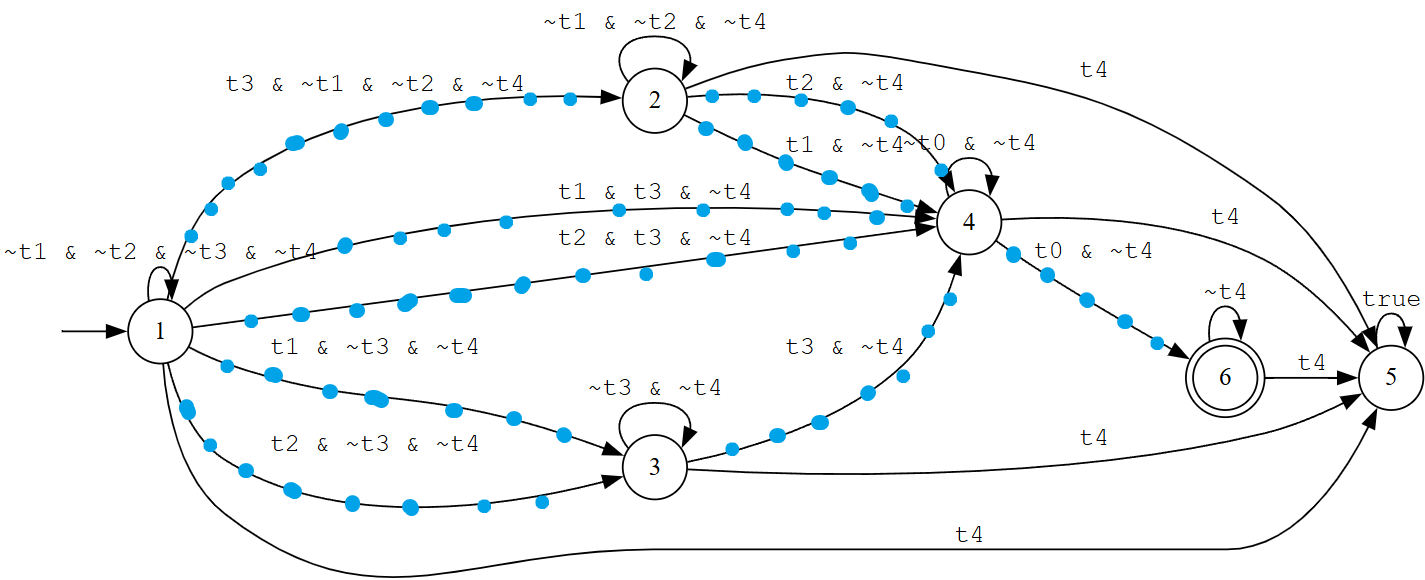 ~t1 & ~t2 & ~t4
t3 & ~t1 & ~t2 & ~t4
2
t2 & ~t4
t4
t1 & ~t4
~t0 & ~t4
t1 & t3 & ~t4
4
t4
t2 & t3 & ~t4
~t1 & ~t2 & ~t3 & ~t4
t0 & ~t4
1
t1 & ~t3 & ~t4
t3 & ~t4
~t4
true
~t3 & ~t4
6
t4
5
t2 & ~t3 & ~t4
3
t4
t4